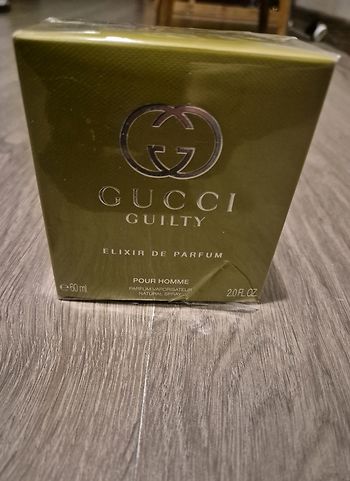 GUCCI
GUILTY
ELIXIR DE PARFUM
POUR HOMME
PARFUM VAPORISATEUR
NATURAL SPRAY
℮60 ml
2.0 FL. OZ